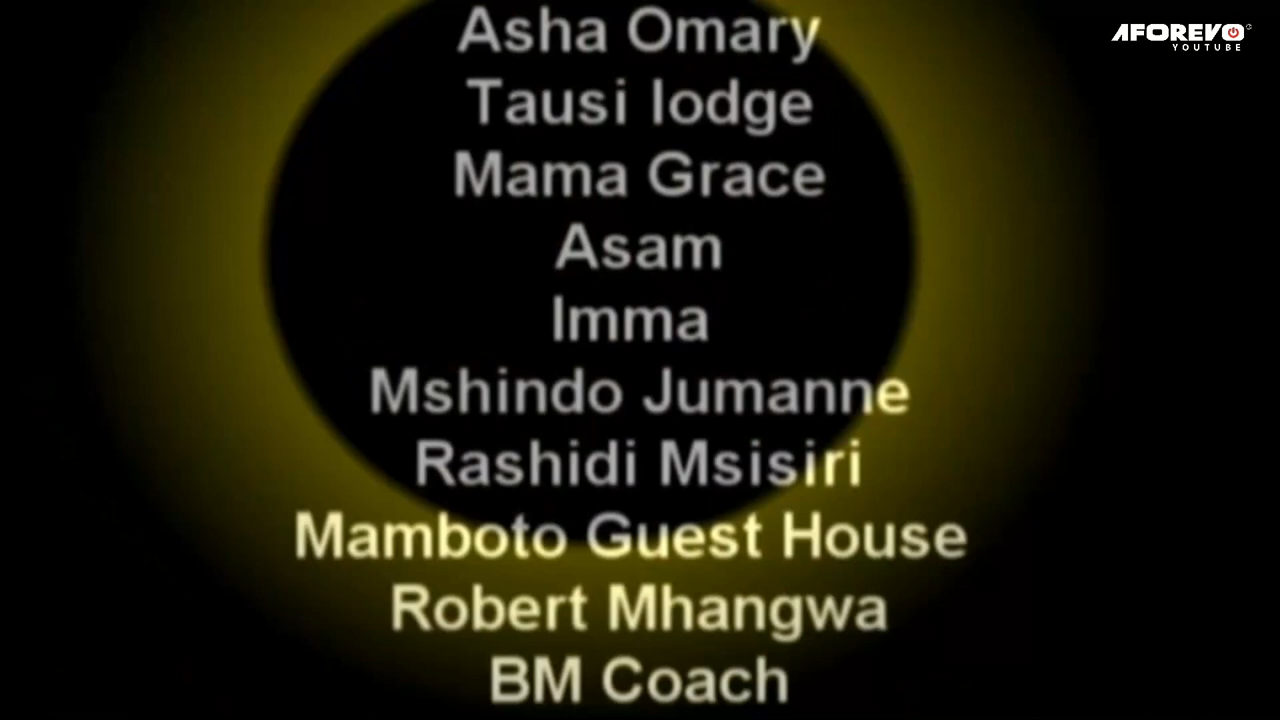 Asha Omary
AFOREVO
YOUTUBE
Tausi lodge
Mama Grace
Asam
Imma
Mshindo Jumanne
Rashidi Msisiri
Mamboto Guest House
Robert Mhangwa
BM Coach